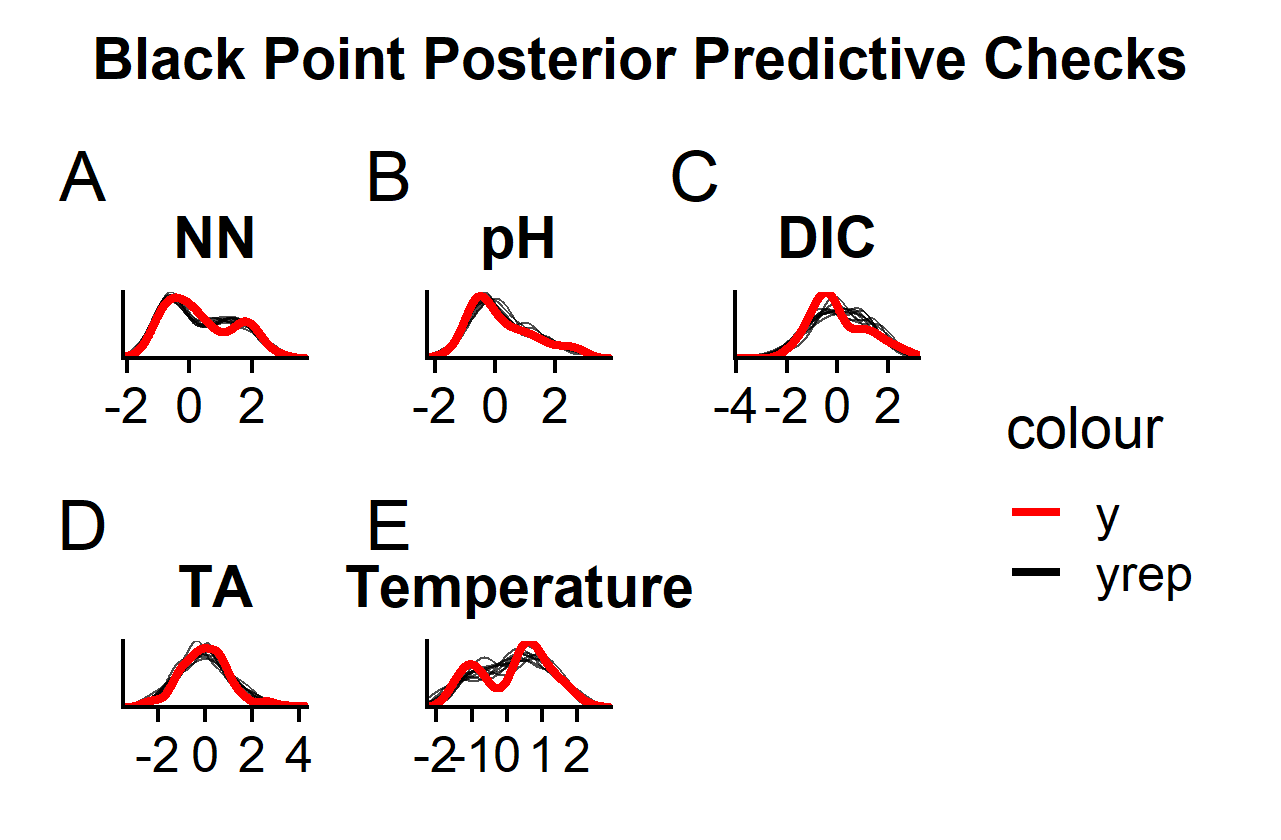 Black Point Posterior Predictive Checks
A B C
NN pH DIC
-2 0 2 -2 0 2 -4 -2 0 2
colour
y
yrep
D E
TA Temperature
-2 0 2 4 -2 -1 0 1 2